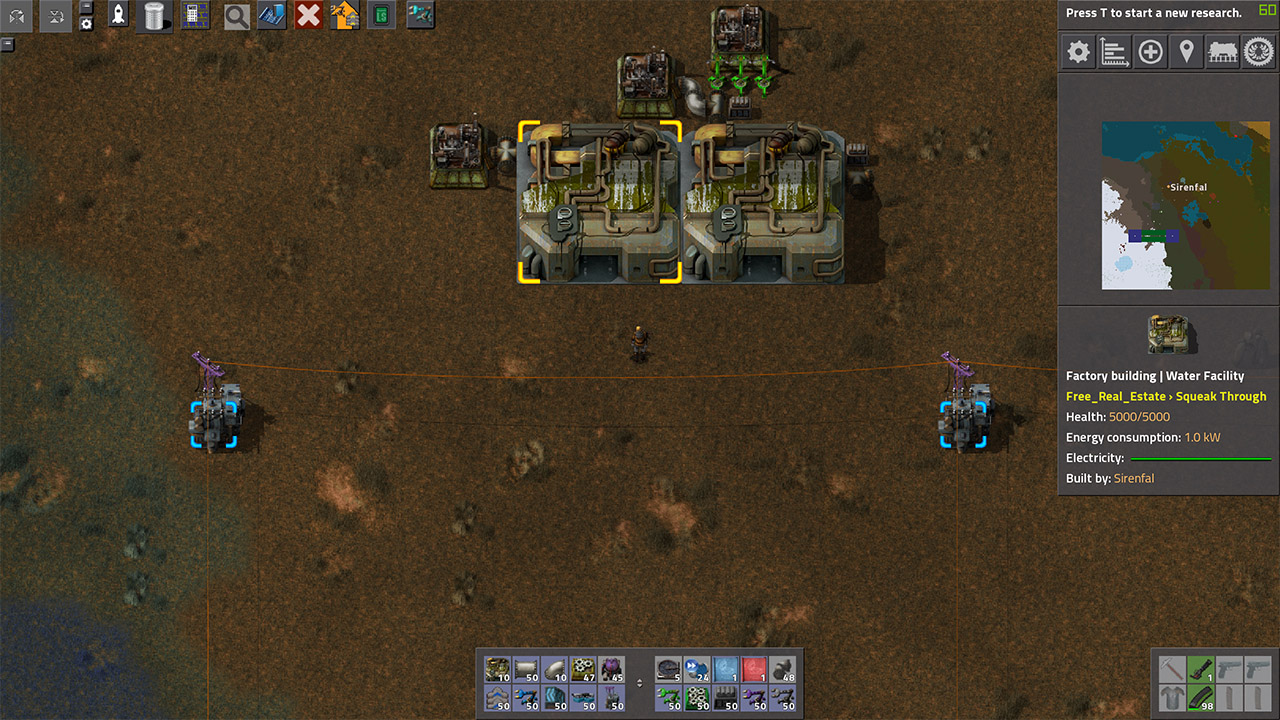 Press T to start a new research.
60
Sirenfal
Factory building | Water Facility
Free_Real_Estate › Squeak Through
Health: 5000/5000
Energy consumption: 1.0 kW
Electricity:
Built by: Sirenfal
10 50 10 47 45 5 24 1 1 48
50 50 50 50 50 50 50 50 50 50
1
98